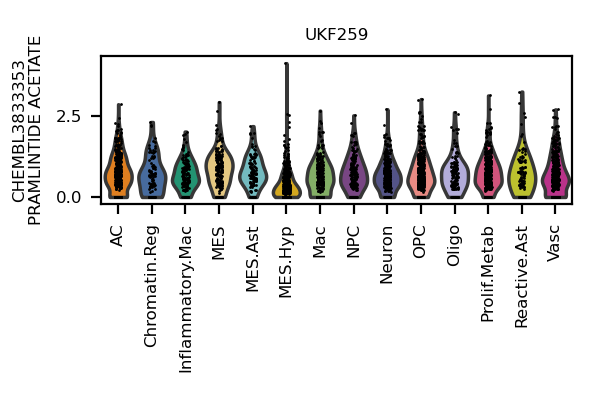 UKF259
CHEMBL3833353
PRAMLINTIDE ACETATE
2.5
0.0
AC
Chromatin.Reg
Inflammatory.Mac
MES
MES.Ast
MES.Hyp
Mac
NPC
Neuron
OPC
Oligo
Prolif.Metab
Reactive.Ast
Vasc